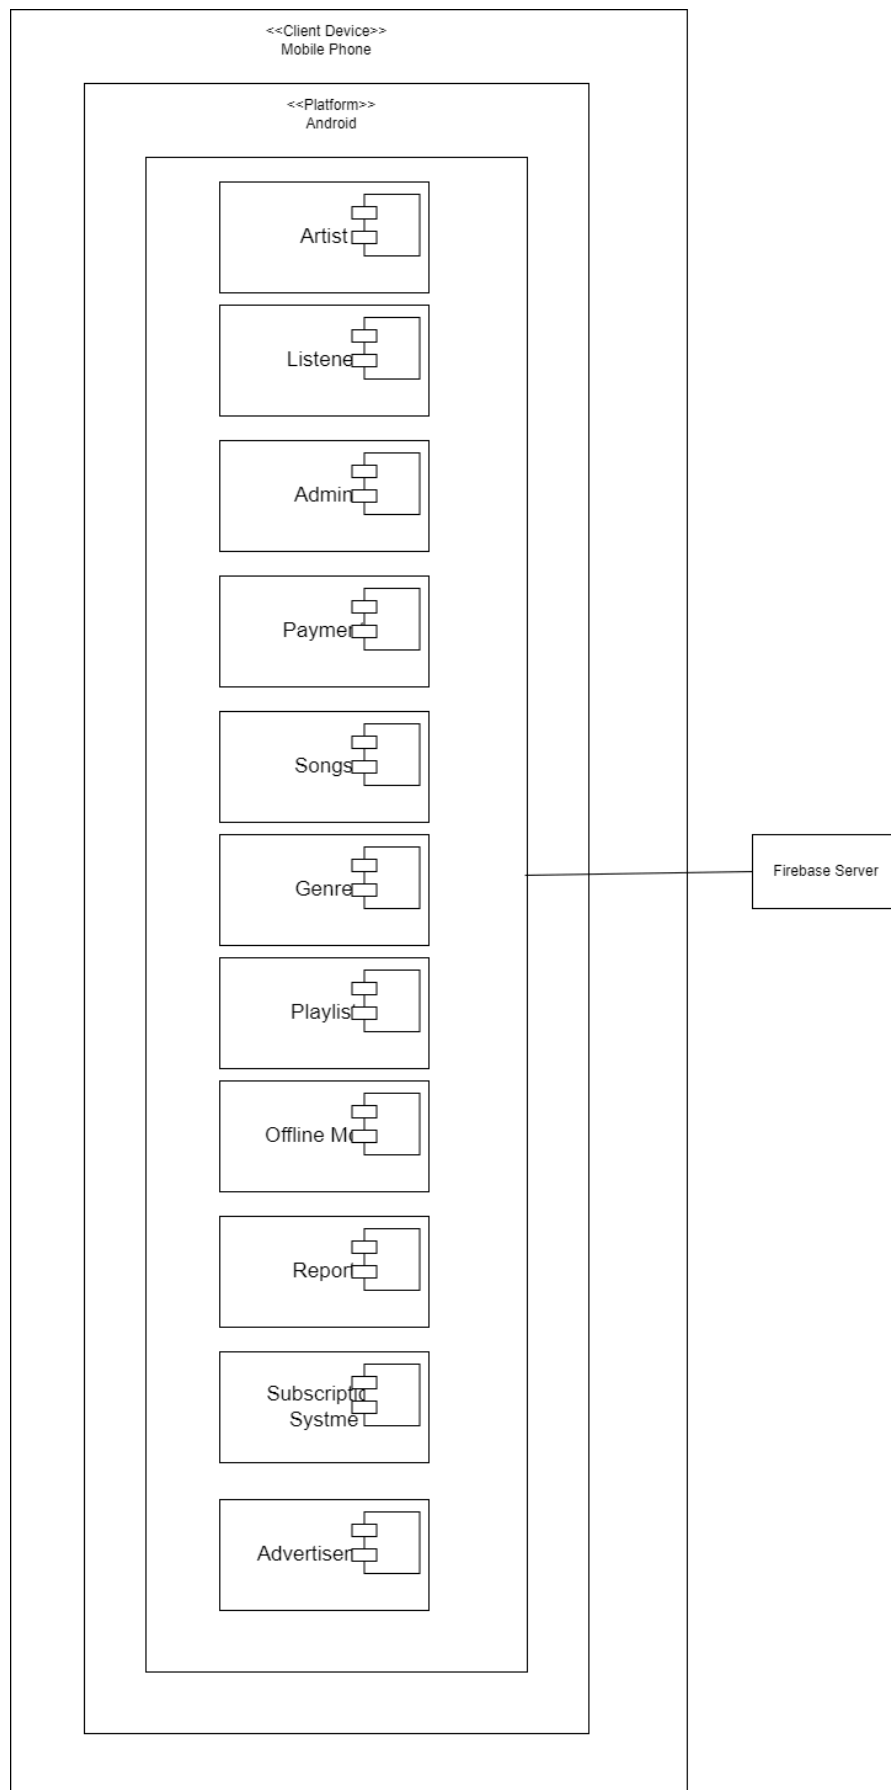 <<Client Device>>
Mobile Phone
<<Platform>>
Android
Artist
Listene
Admin
Paymen
Songs
Genre
Firebase Server
Playlist
Offline Mo
Report
Subscriptio
Systme
Advertisem